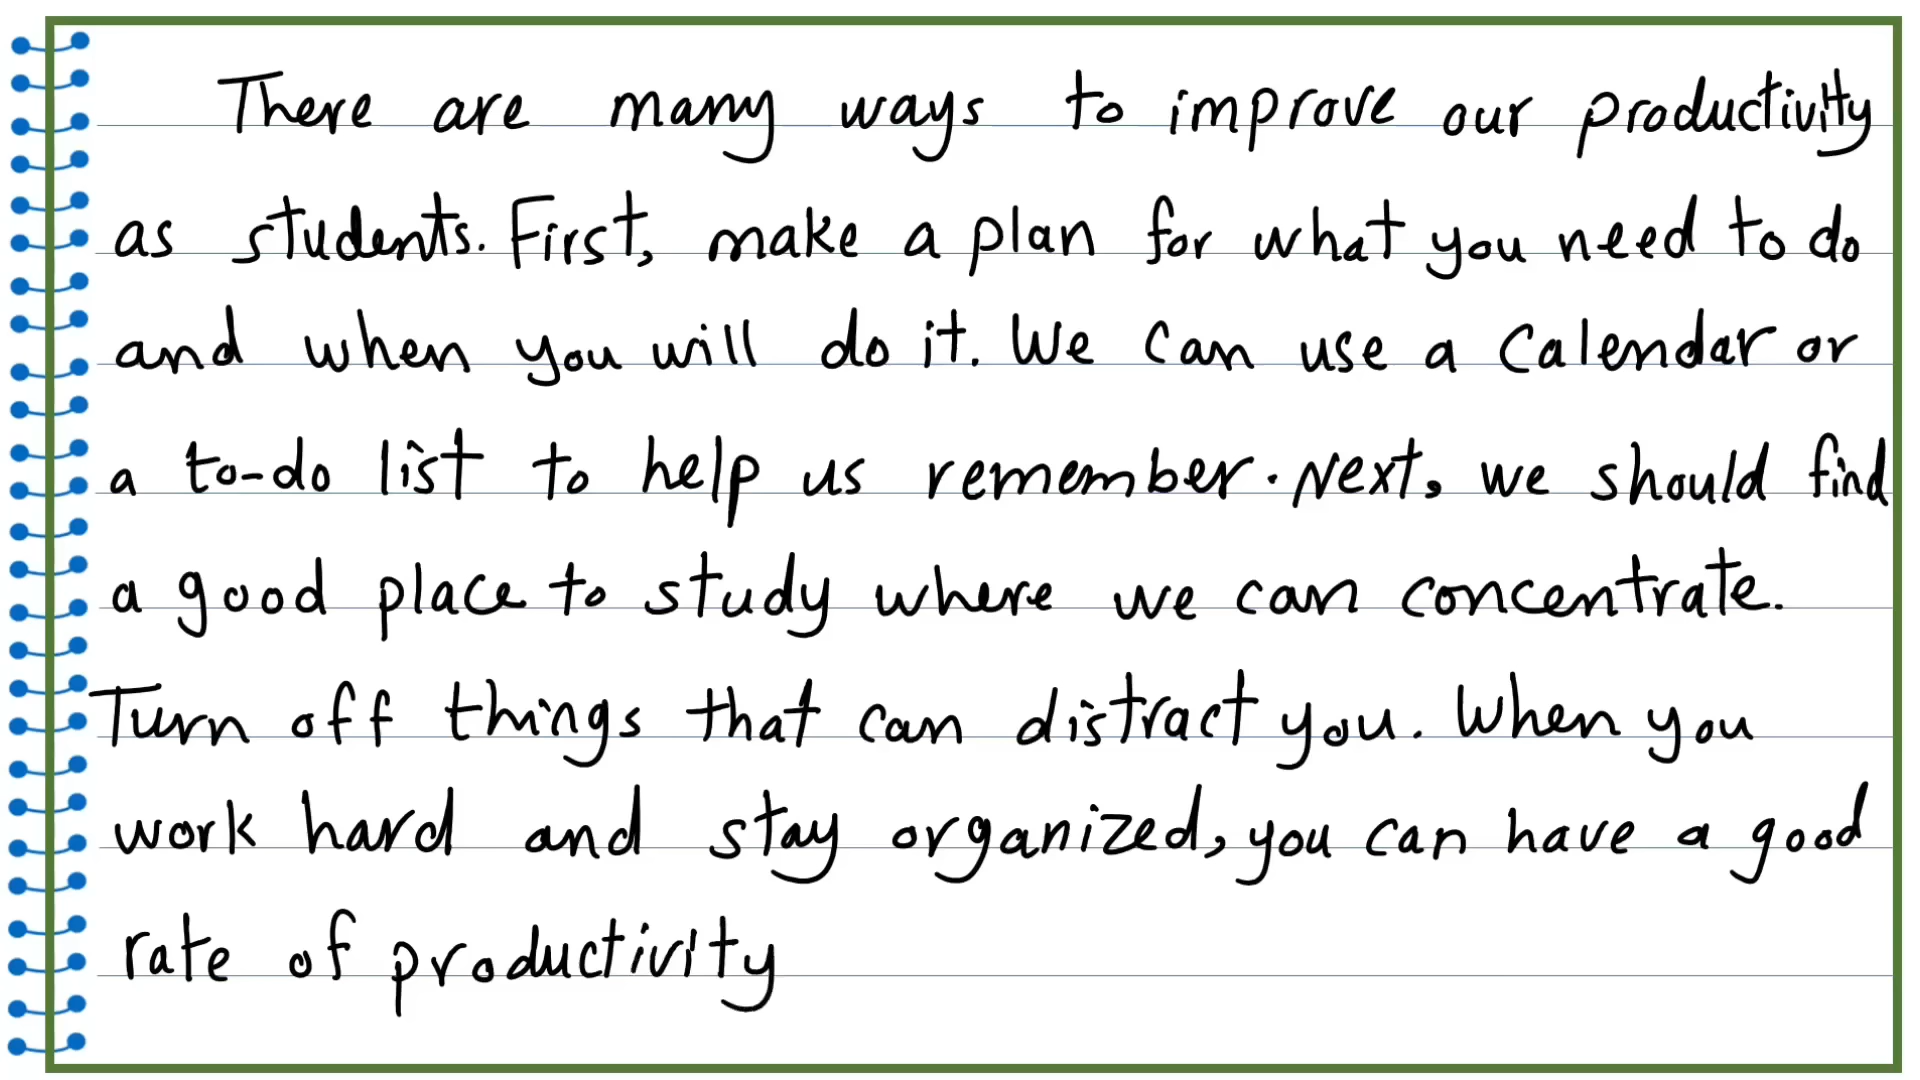 There are many ways to improve our productivity
as students. First, make a plan for what you need to do
and when you will do it. We can use a calendar or
a to-do list to help us remember. Next, we should find
a good place to study where we can concentrate.
Turn off things that can distract you. When you
work hard and stay organized, you can have a good
rate of productivity